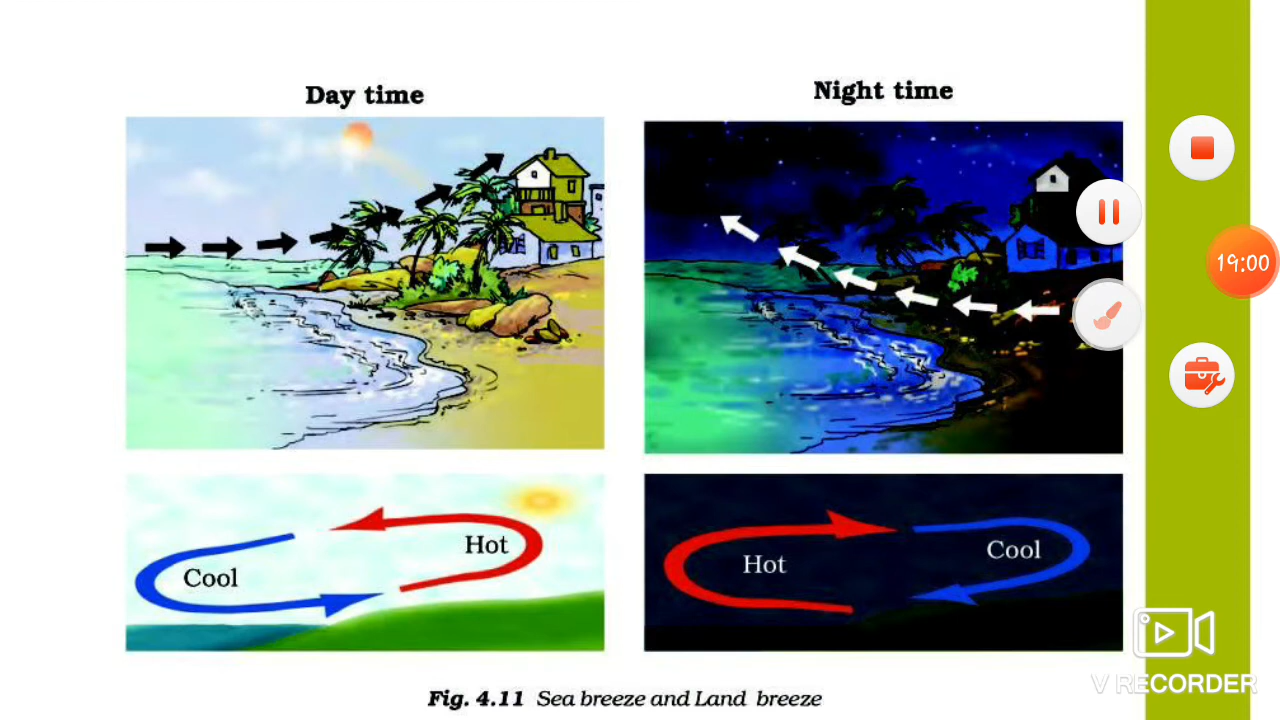 Day time
Night time
19:00
Hot
Cool
Hot
Cool
Fig. 4.11 Sea breeze and Land breeze
V RECORDER